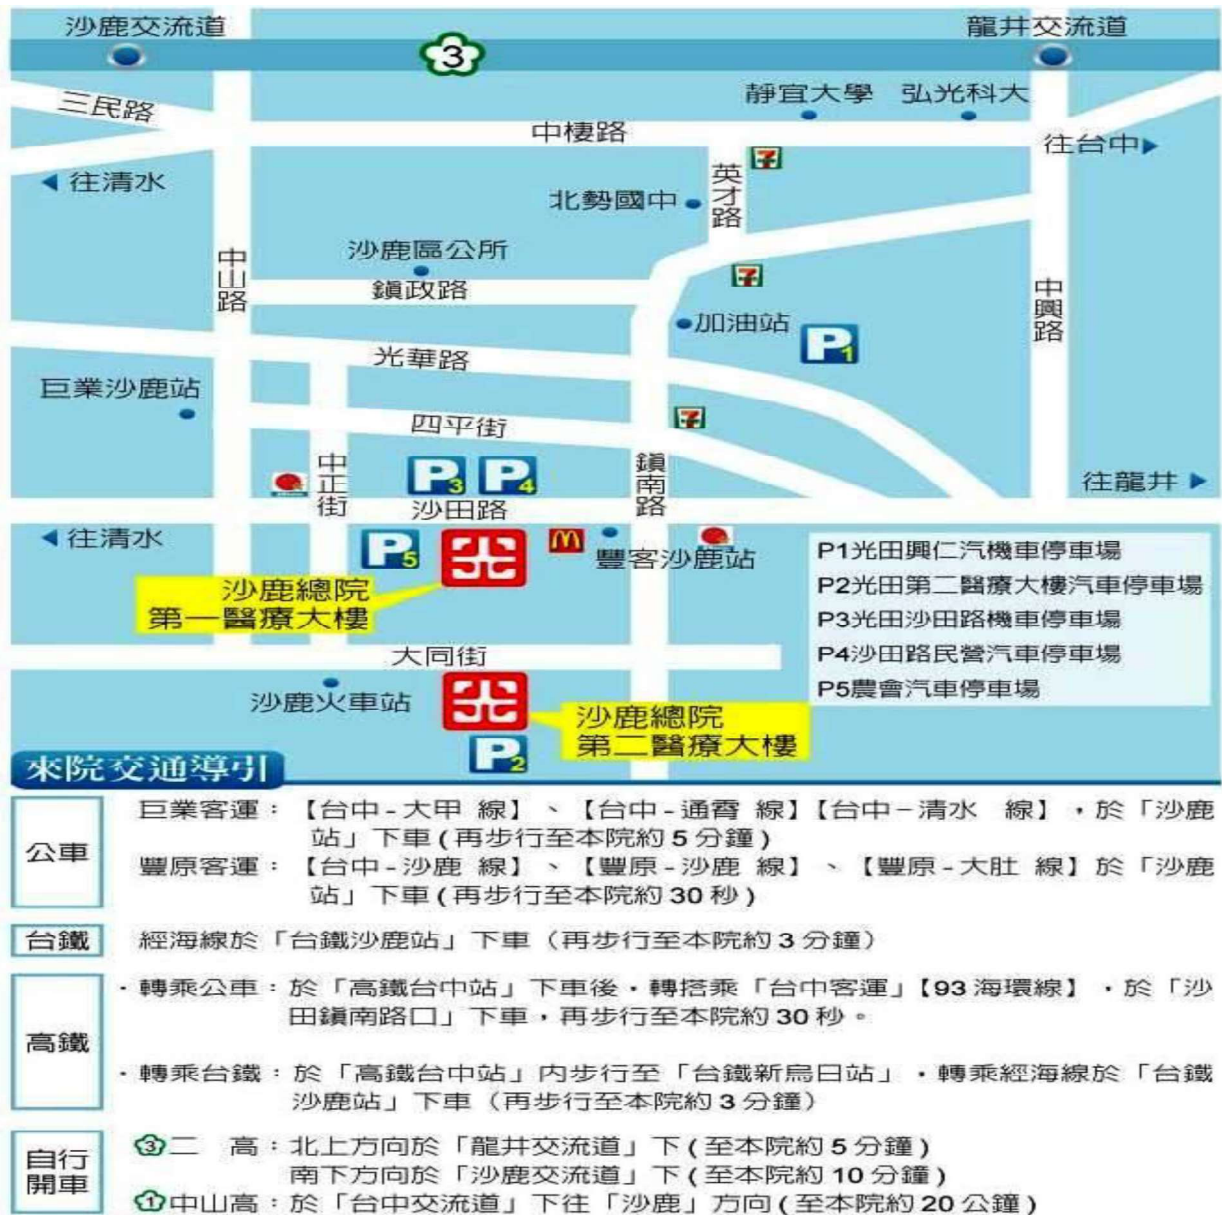 沙鹿交流道
龍井交流道
3
三民路
靜宜大學
弘光科大
中棲路
往台中
往清水
英才路
7
北勢國中
中山路
沙鹿區公所
鎮政路
7
中興路
加油站
P1
光華路
巨業沙鹿站
四平街
7
中正街
P3
P4
鎮南路
往龍井
沙田路
往清水
P5
光
M
豐客沙鹿站
沙鹿總院
第一醫療大樓
P1光田興仁汽機車停車場
P2光田第二醫療大樓汽車停車場
P3光田沙田路機車停車場
P4沙田路民營汽車停車場
P5農會汽車停車場
大同街
沙鹿火車站
光
沙鹿總院
第二醫療大樓
P2
來院交通導引
公車
巨業客運：【台中-大甲 線】、【台中-通霄 線】【台中－清水 線】，於「沙鹿
站」下車(再步行至本院約5分鐘)
豐原客運：【台中-沙鹿 線】、【豐原-沙鹿 線】、【豐原-大肚 線】於「沙鹿
站」下車(再步行至本院約30秒)
台鐵
經海線於「台鐵沙鹿站」下車（再步行至本院約3分鐘）
高鐵
・轉乘公車：於「高鐵台中站」下車後，轉搭乘「台中客運」【93海環線】，於「沙
田鎮南路口」下車，再步行至本院約30秒。
・轉乘台鐵：於「高鐵台中站」內步行至「台鐵新烏日站」，轉乘經海線於「台鐵
沙鹿站」下車（再步行至本院約3分鐘）
自行
開車
3二　高：北上方向於「龍井交流道」下(至本院約5分鐘)
南下方向於「沙鹿交流道」下(至本院約10分鐘)
1中山高：於「台中交流道」下往「沙鹿」方向(至本院約20公鐘)